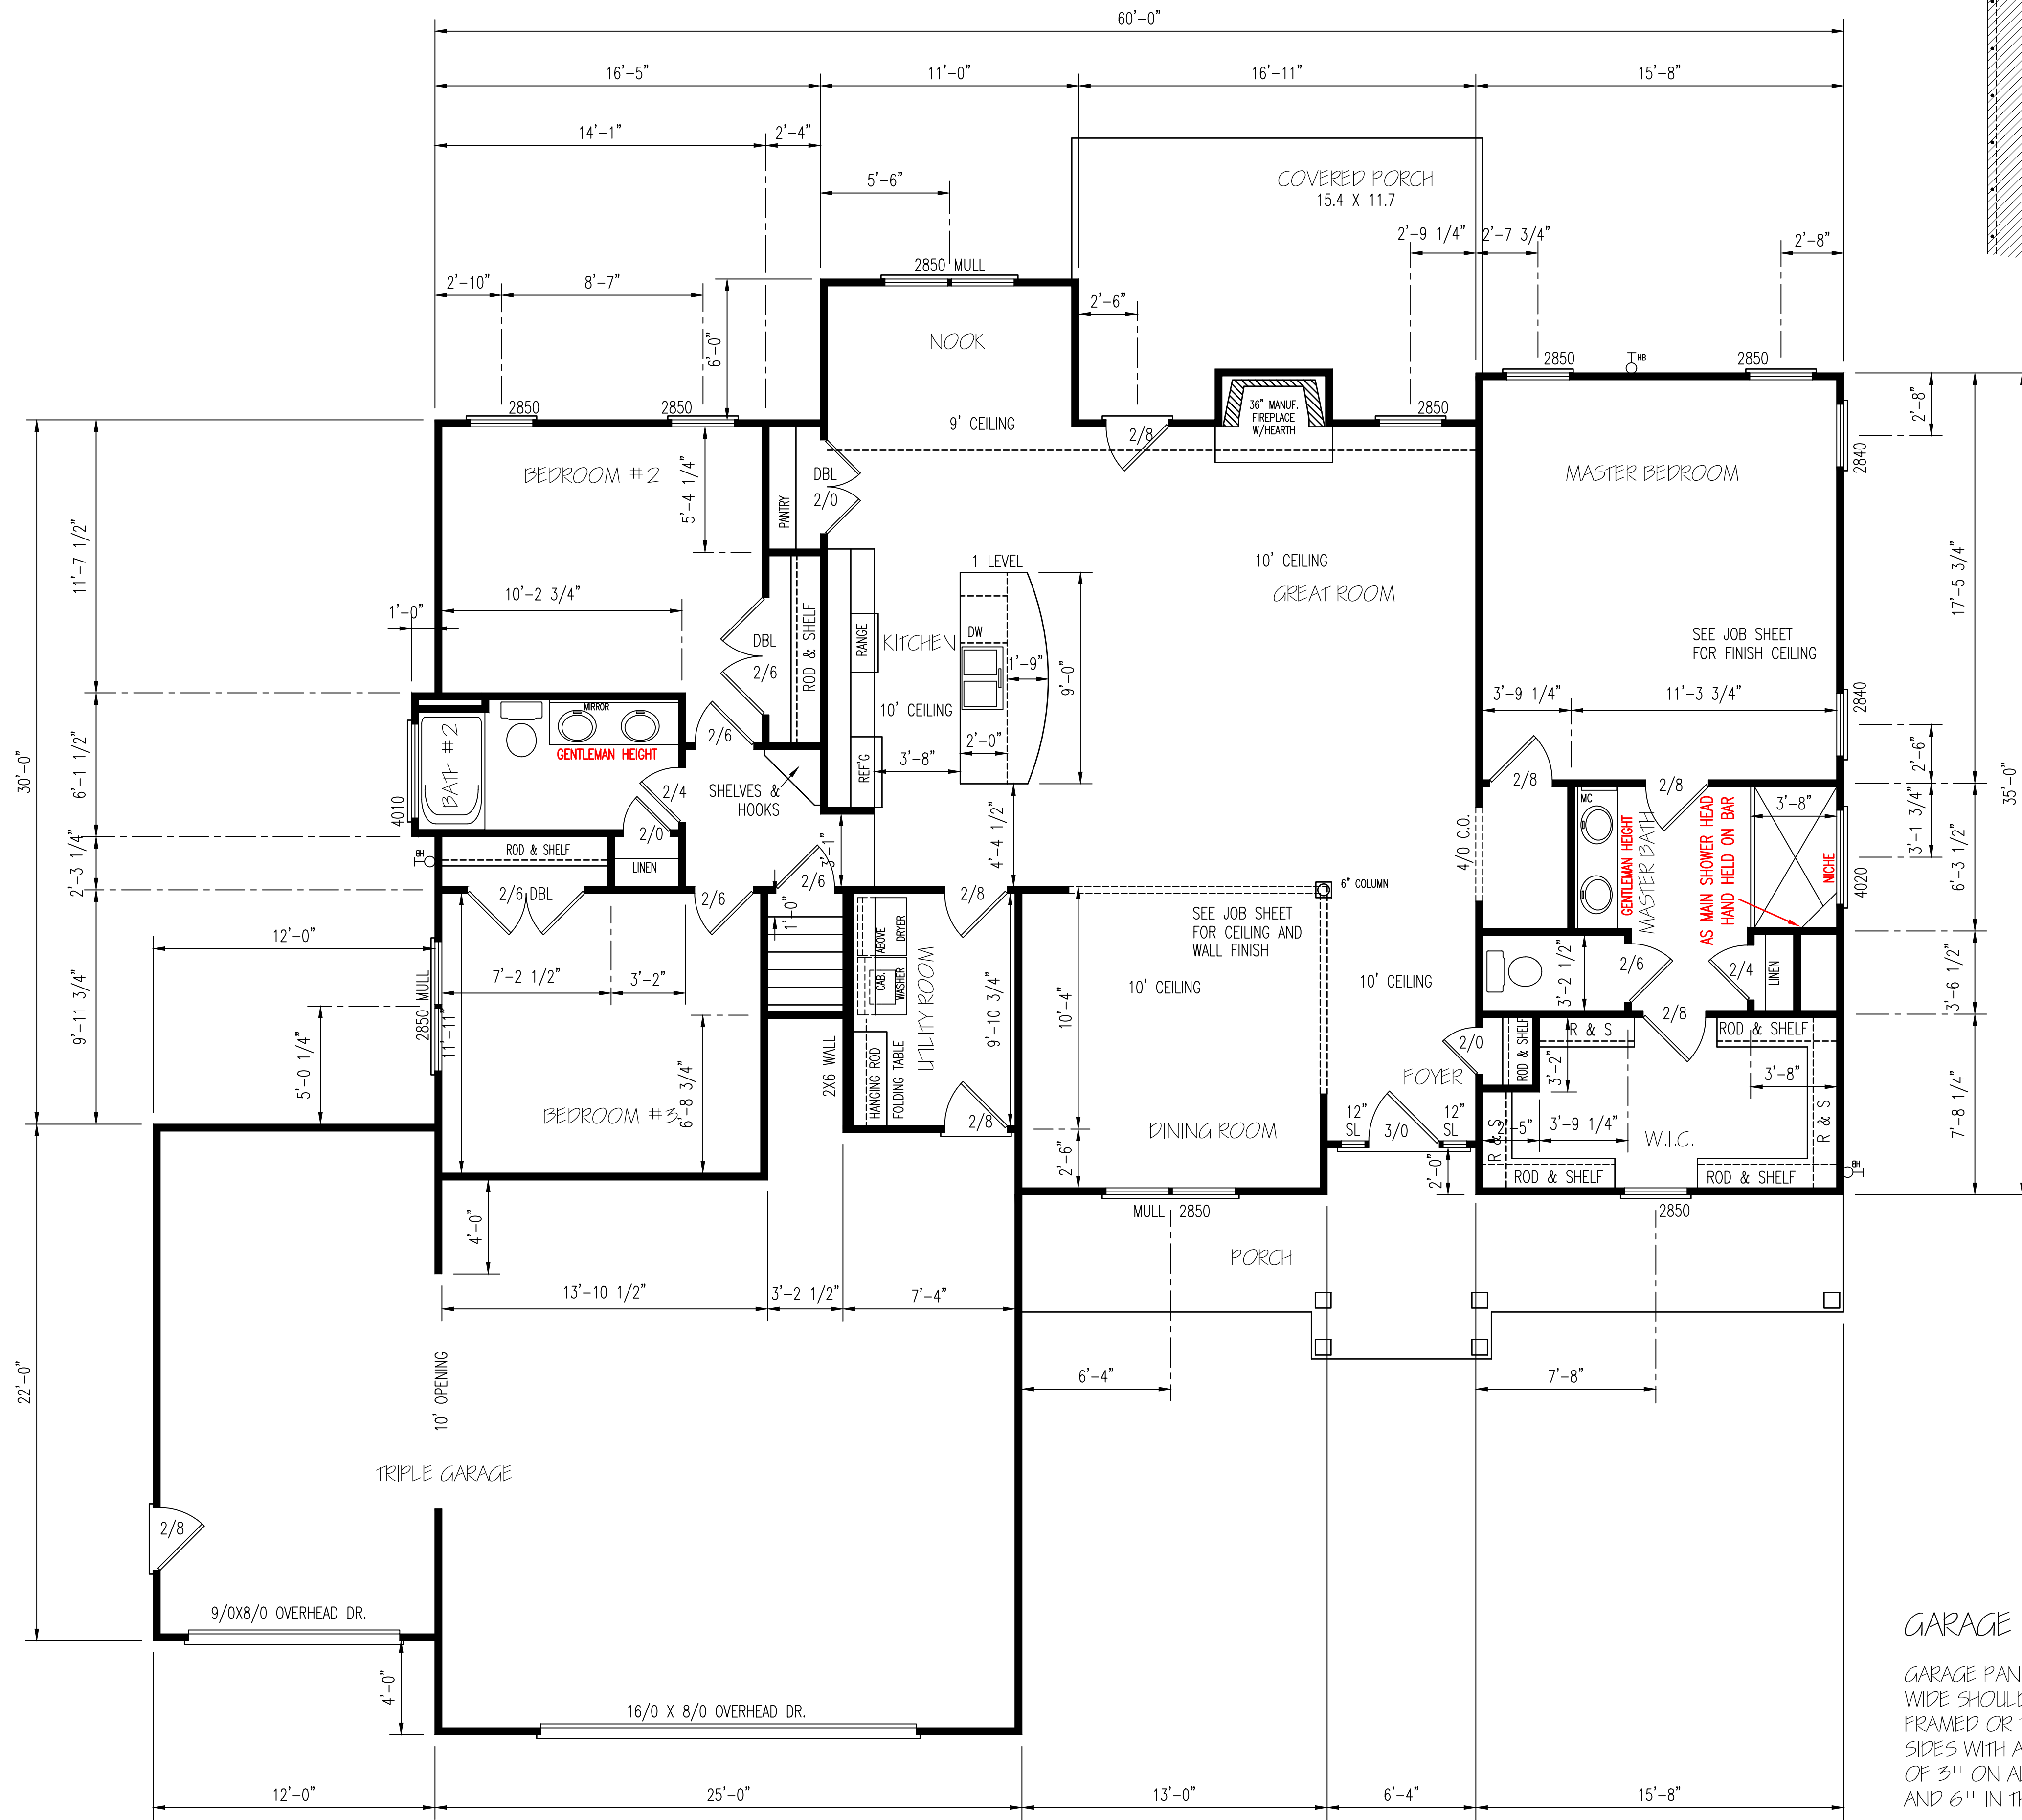 60'-0"
16'-5"
11'-0"
16'-11"
15'-8"
14'-1"
2'-4"
5'-6"
COVERED PORCH
15.4 X 11.7
2'-9 1/4"
2'-7 3/4"
2'-8"
2'-10"
8'-7"
6'-0"
2850 MULL
2'-6"
NOOK
2850
2850
9' CEILING
36" MANUF.
FIREPLACE
W/HEARTH
2850
2850
HB
2850
2'-8"
2840
2/8
BEDROOM #2
5'-4 1/4"
PANTRY
DBL
2/0
MASTER BEDROOM
11'-7 1/2"
10'-2 3/4"
1'-0"
DBL
2/6
ROD & SHELF
RANGE
KITCHEN
1 LEVEL
DW
1'-9"
9'-0"
10' CEILING
GREAT ROOM
10' CEILING
2'-0"
3'-8"
REF'G
SEE JOB SHEET
FOR FINISH CEILING
17'-5 3/4"
35'-0"
3'-9 1/4"
11'-3 3/4"
2840
2'-6"
30'-0"
6'-1 1/2"
4010
BATH #2
MIRROR
GENTLEMAN HEIGHT
2/6
2/4
SHELVES &
HOOKS
2/0
LINEN
3'-1"
4'-4 1/2"
4/0 C.O.
2/8
2/8
MC
GENTLEMAN HEIGHT
MASTER BATH
AS MAIN SHOWER HEAD
HAND HELD ON BAR
3'-8"
NICHE
4020
3'-1 3/4"
6'-3 1/2"
2'-3 1/4"
HB
ROD & SHELF
2/6 DBL
2/6
2/6
1'-0"
2/8
6" COLUMN
12'-0"
9'-11 3/4"
5'-0 1/4"
2850 MULL
11'-11"
7'-2 1/2"
3'-2"
BEDROOM #3
6'-8 3/4"
2X6 WALL
ABOVE
DRYER
CAB.
WASHER
UTILITY ROOM
HANGING ROD
FOLDING TABLE
9'-10 3/4"
2/8
SEE JOB SHEET
FOR CEILING AND
WALL FINISH
10' CEILING
10'-4"
10' CEILING
2/0
FOYER
DINING ROOM
2'-6"
12"
SL
3/0
12"
SL
2'-0"
3'-2 1/2"
2/6
2/4
LINEN
3'-6 1/2"
2/8
R & S
ROD & SHELF
ROD & SHELF
3'-2"
3'-8"
R & S
2'-5"
3'-9 1/4"
W.I.C.
R & S
ROD & SHELF
ROD & SHELF
7'-8 1/4"
HB
2850
MULL
2850
PORCH
4'-0"
13'-10 1/2"
3'-2 1/2"
7'-4"
22'-0"
10' OPENING
6'-4"
7'-8"
TRIPLE GARAGE
2/8
9/0X8/0 OVERHEAD DR.
4'-0"
16/0 X 8/0 OVERHEAD DR.
12'-0"
25'-0"
13'-0"
6'-4"
15'-8"
GARAGE
GARAGE PAN
WIDE SHOUL
FRAMED OR
SIDES WITH A
OF 3" ON AL
AND 6" IN TH